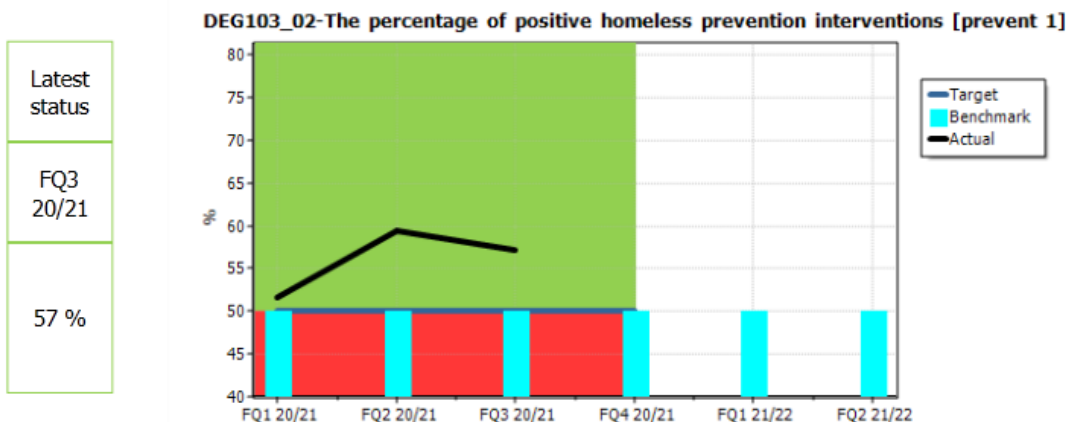 DEG103_02-The percentage of positive homeless prevention interventions [prevent 1]
Latest
status
FQ3
20/21
57 %
%
80
75
70
65
60
55
50
45
40
FQ1 20/21
FQ2 20/21
FQ3 20/21
FQ4 20/21
FQ1 21/22
FQ2 21/22
Target
Benchmark
Actual